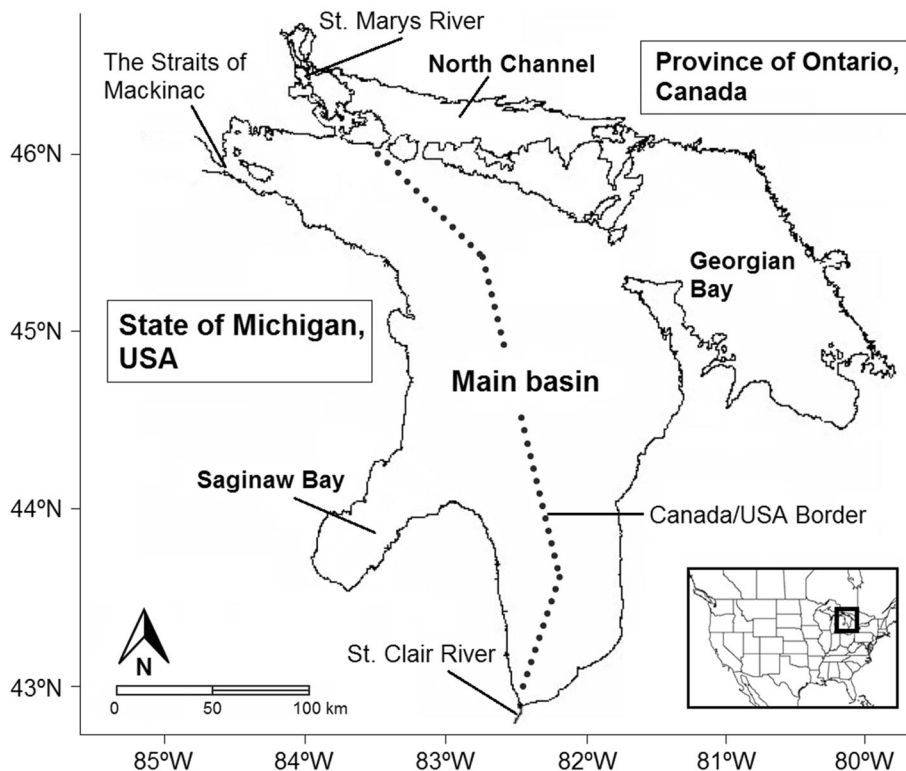 St. Marys River
The Straits of
Mackinac
North Channel
Province of Ontario,
Canada
46ºN
Georgian
Bay
45ºN
State of Michigan,
USA
Main basin
Saginaw Bay
44ºN
Canada/USA Border
N
St. Clair River
43ºN
0 50 100 km
85ºW 84ºW 83ºW 82ºW 81ºW 80ºW